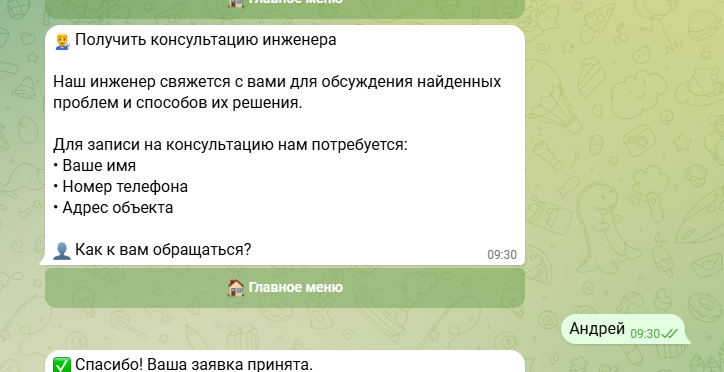 Главное меню
Получить консультацию инженера
Наш инженер свяжется с вами для обсуждения найденных
проблем и способов их решения.
Для записи на консультацию нам потребуется:
• Ваше имя
• Номер телефона
• Адрес объекта
Как к вам обращаться?
09:30
Главное меню
Андрей 09:30
Спасибо! Ваша заявка принята.